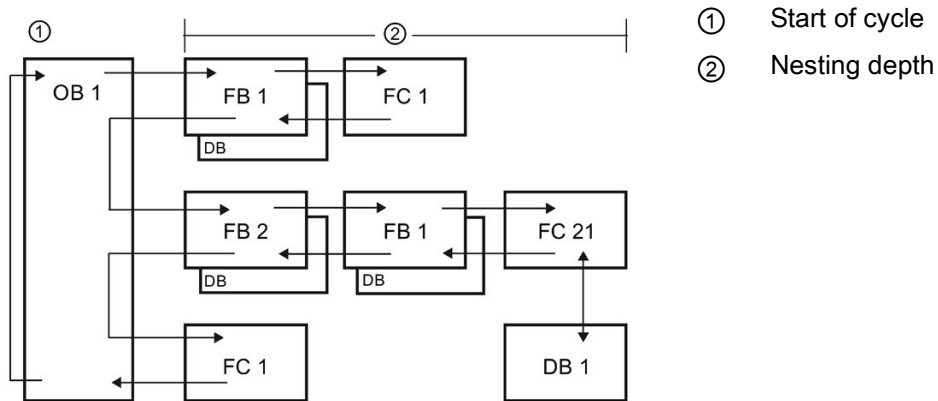 ①
②
① Start of cycle
② Nesting depth
OB 1
FB 1
FC 1
DB
FB 2
FB 1
FC 21
DB
DB
FC 1
DB 1